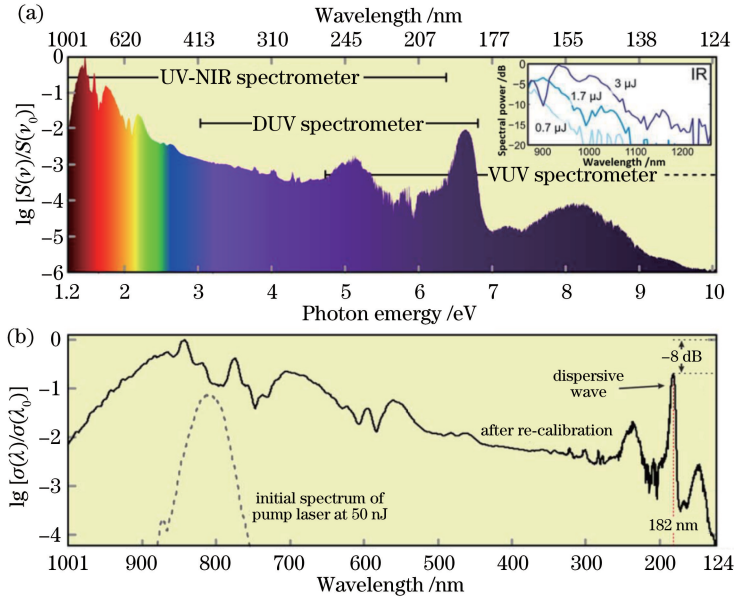 (a)
Wavelength /nm
1001 620 413 310 245 207 177 155 138 124
0
−1
−2
−3
−4
−5
−6
lg [S(ν)/S(ν0)]
UV-NIR spectrometer
DUV spectrometer
VUV spectrometer
IR
Spectral power /dB
0
−5
−10
−15
−20
3 μJ
1.7 μJ
0.7 μJ
900 1000 1100 1200
Wavelength /nm
1.2 2 3 4 5 6 7 8 9 10
Photon emergy /eV
(b)
0
−1
−2
−3
−4
lg [σ(λ)/σ(λ0)]
−8 dB
dispersive
wave
after re-calibration
initial spectrum of
pump laser at 50 nJ
182 nm
1001 900 800 700 600 500 400 300 200 124
Wavelength /nm